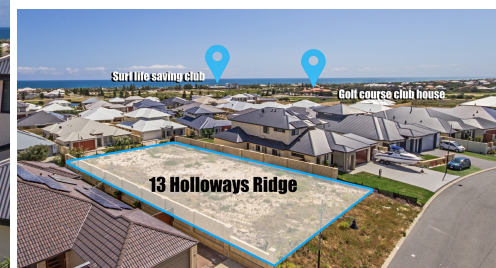 Surf life saving club
Golf course club house
13 Holloways Ridge